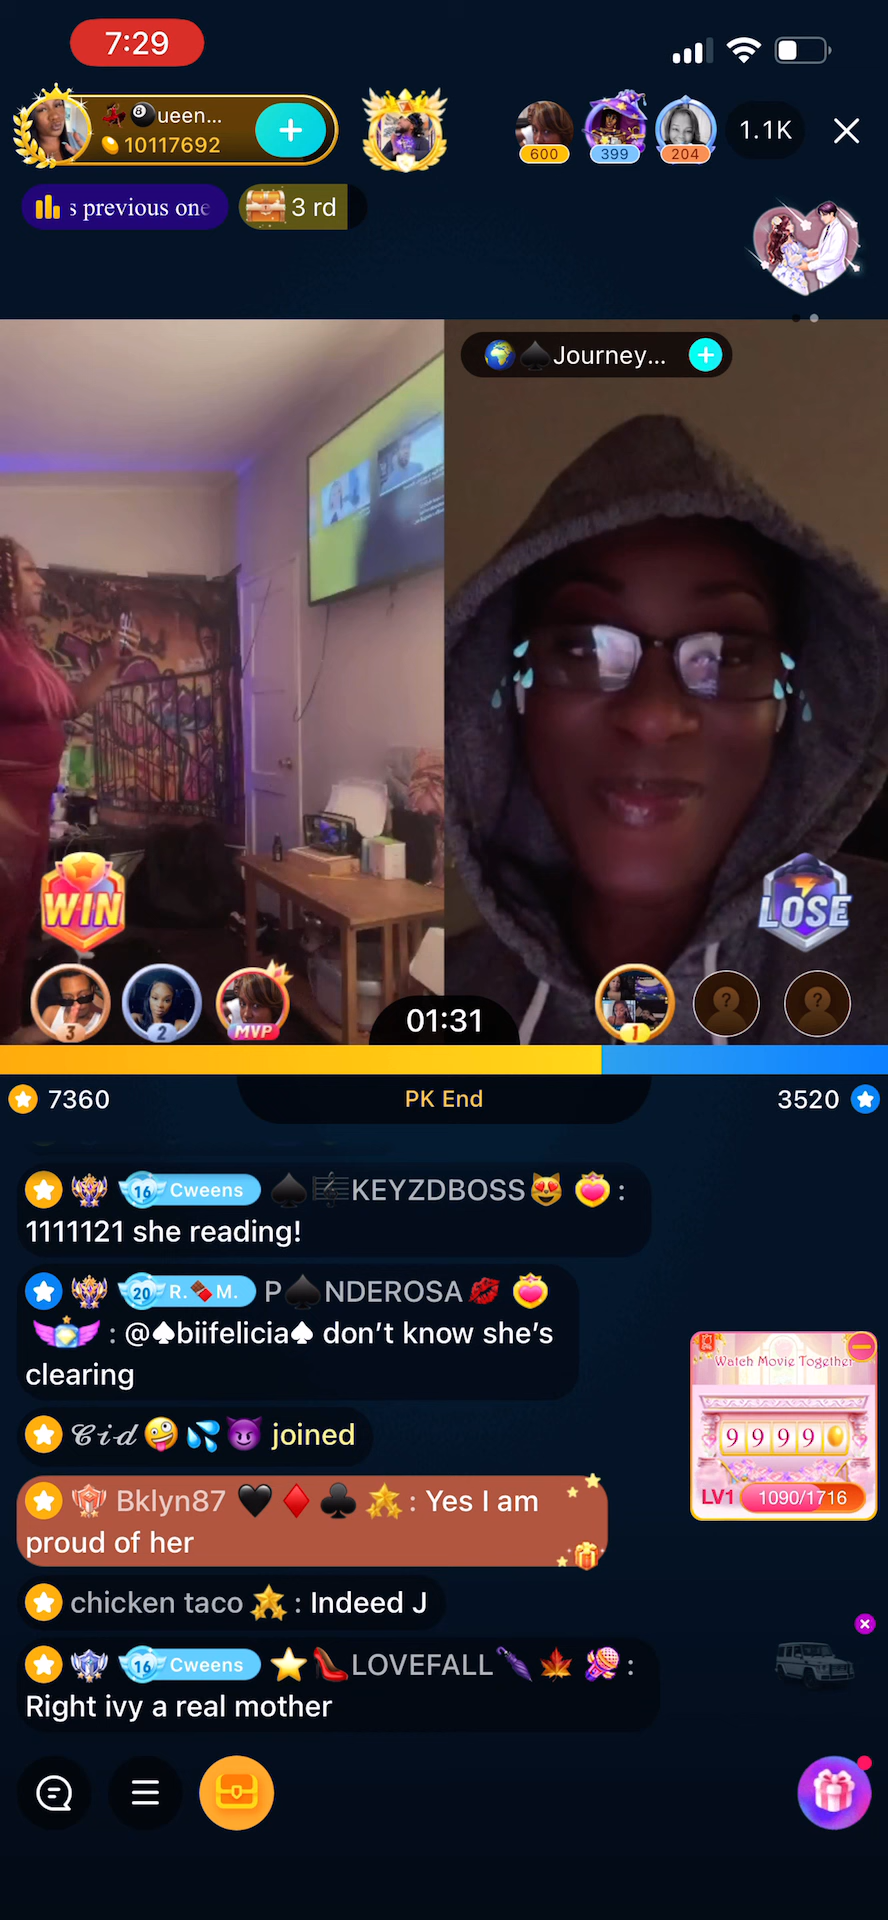 7:29
🎱ueen...
10117692
600
399
204
1.1K
s previous one
3 rd
🌍♠Journey...
WIN
LOSE
3
2
MVP
01:31
1
?
?
7360
PK End
3520
16 Cweens ♠🎼KEYZDBOSS😻 :
1111121 she reading!
20 R.🍫M. P♠NDEROSA💋
: @♠biifelicia♠ don’t know she’s
clearing
𝒞𝒾𝒹🤪💦😈 joined
Bklyn87 🖤♦️♣️ : Yes I am
proud of her
chicken taco : Indeed J
16 Cweens ⭐👠LOVEFALL🌂🍁🎤 :
Right ivy a real mother
Watch Movie Together
9 9 9 9
LV1 1090/1716